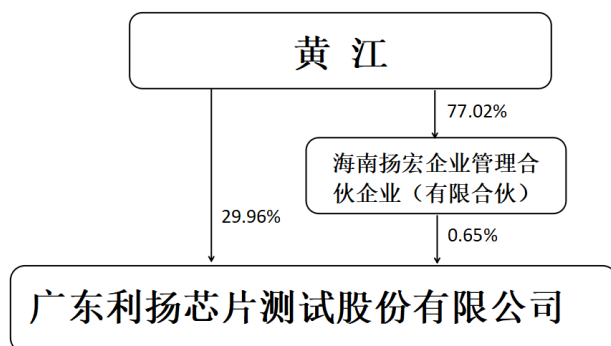 黄 江
77.02%
海南扬宏企业管理合
伙企业（有限合伙）
29.96%
0.65%
广东利扬芯片测试股份有限公司